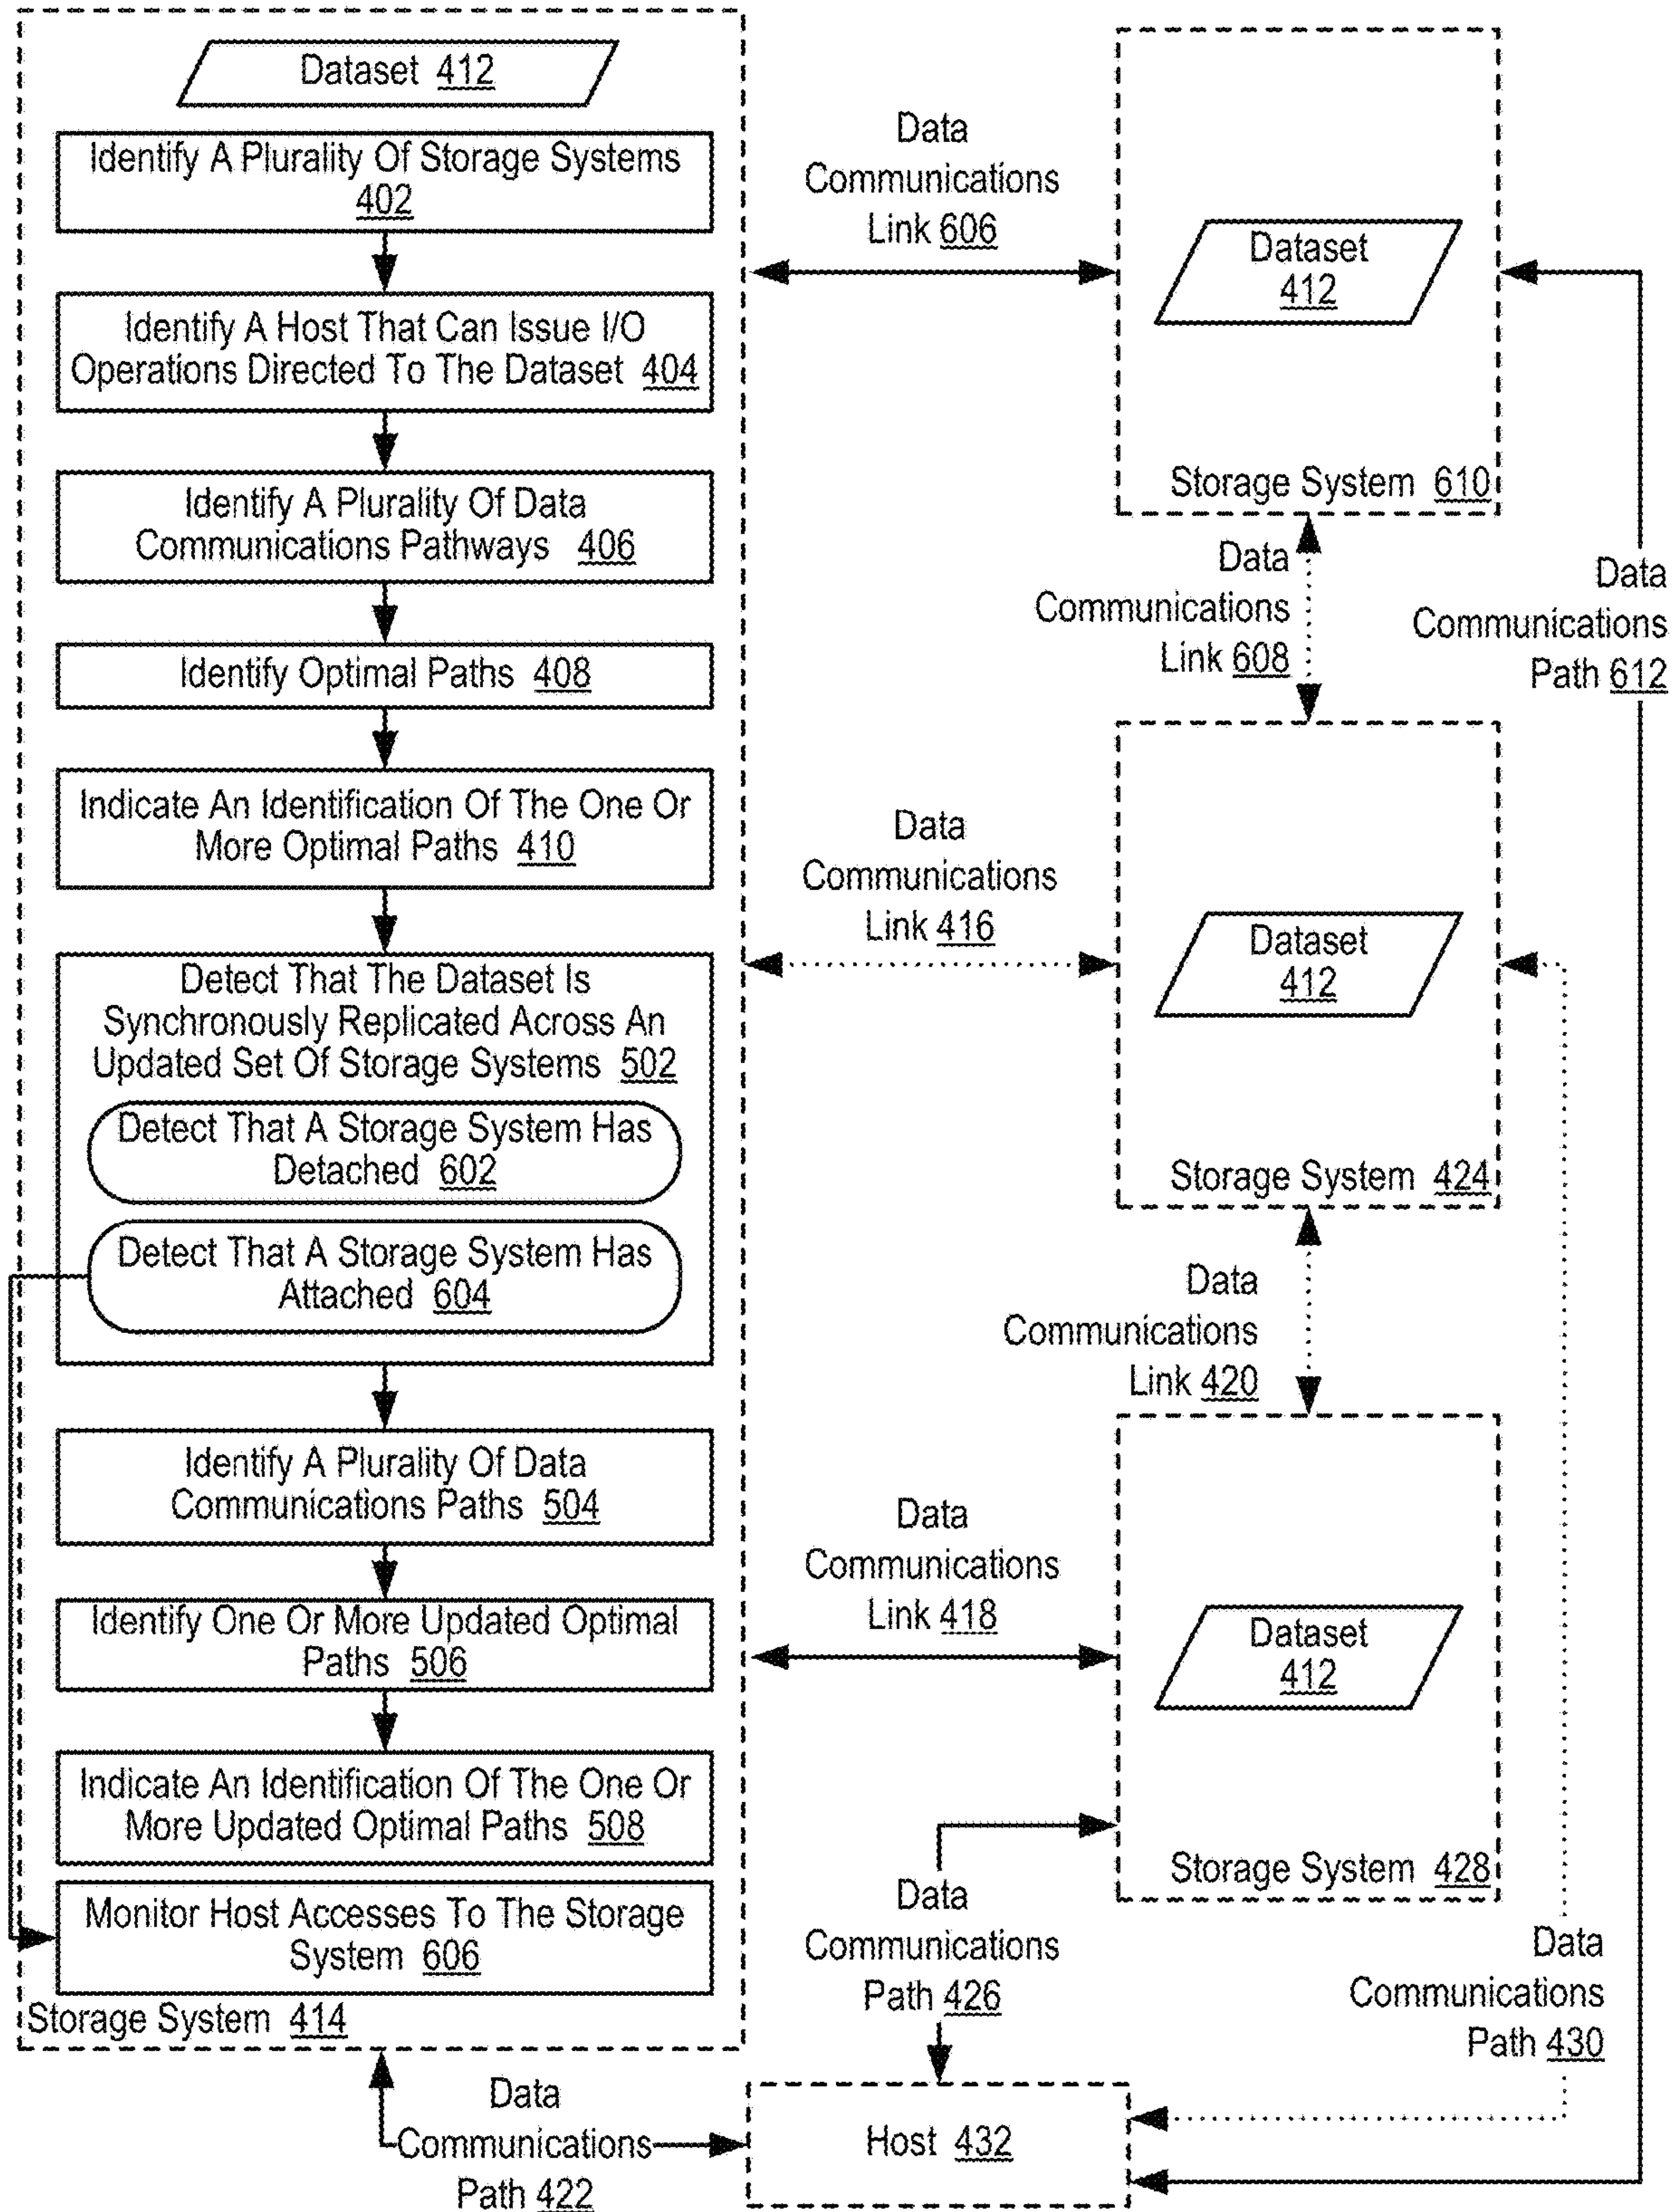 Dataset 412
Identify A Plurality Of Storage Systems
402
Identify A Host That Can Issue I/O
Operations Directed To The Dataset 404
Identify A Plurality Of Data
Communications Pathways 406
Identify Optimal Paths 408
Indicate An Identification Of The One Or
More Optimal Paths 410
Detect That The Dataset Is
Synchronously Replicated Across An
Updated Set Of Storage Systems 502
Detect That A Storage System Has
Detached 602
Detect That A Storage System Has
Attached 604
Identify A Plurality Of Data
Communications Paths 504
Identify One Or More Updated Optimal
Paths 506
Indicate An Identification Of The One Or
More Updated Optimal Paths 508
Monitor Host Accesses To The Storage
System 606
Storage System 414
Data
Communications
Link 606
Dataset
412
Storage System 610
Data
Communications
Link 608
Data
Communications
Path 612
Data
Communications
Link 416
Dataset
412
Storage System 424
Data
Communications
Link 420
Data
Communications
Link 418
Dataset
412
Storage System 428
Data
Communications
Path 426
Data
Communications
Path 430
Data
Communications
Path 422
Host 432